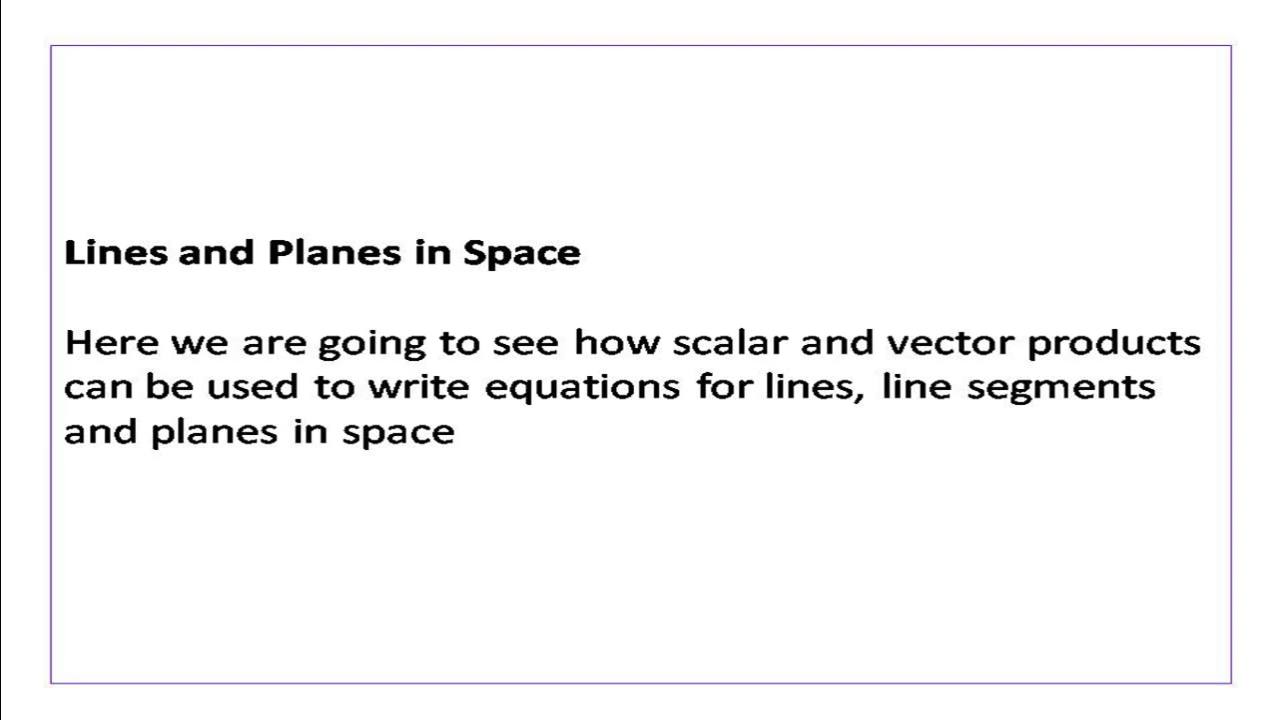 Lines and Planes in Space
Here we are going to see how scalar and vector products
can be used to write equations for lines, line segments
and planes in space